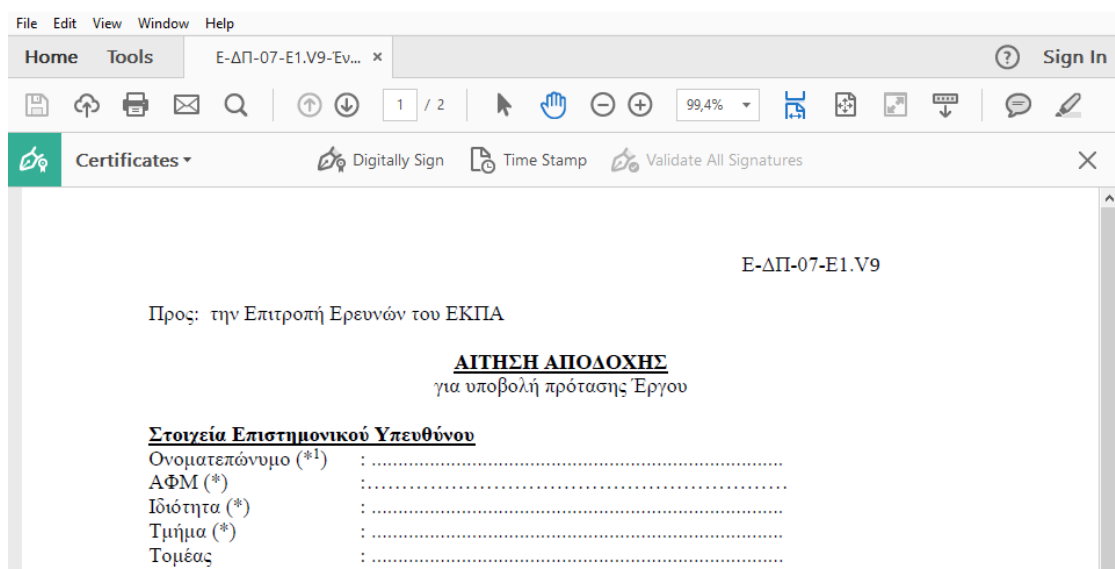 File Edit View Window Help
Home Tools Ε-ΔΠ-07-Ε1.V9-Έν... × ? Sign In
1 / 2 99,4%
Certificates Digitally Sign Time Stamp Validate All Signatures
Ε-ΔΠ-07-Ε1.V9
Προς: την Επιτροπή Ερευνών του ΕΚΠΑ
ΑΙΤΗΣΗ ΑΠΟΔΟΧΗΣ
για υποβολή πρότασης Έργου
Στοιχεία Επιστημονικού Υπευθύνου
Ονοματεπώνυμο (*1) : ...............................................................................
ΑΦΜ (*) :……………………………………………………………
Ιδιότητα (*) : ...............................................................................
Τμήμα (*) : ...............................................................................
Τομέας : ...............................................................................